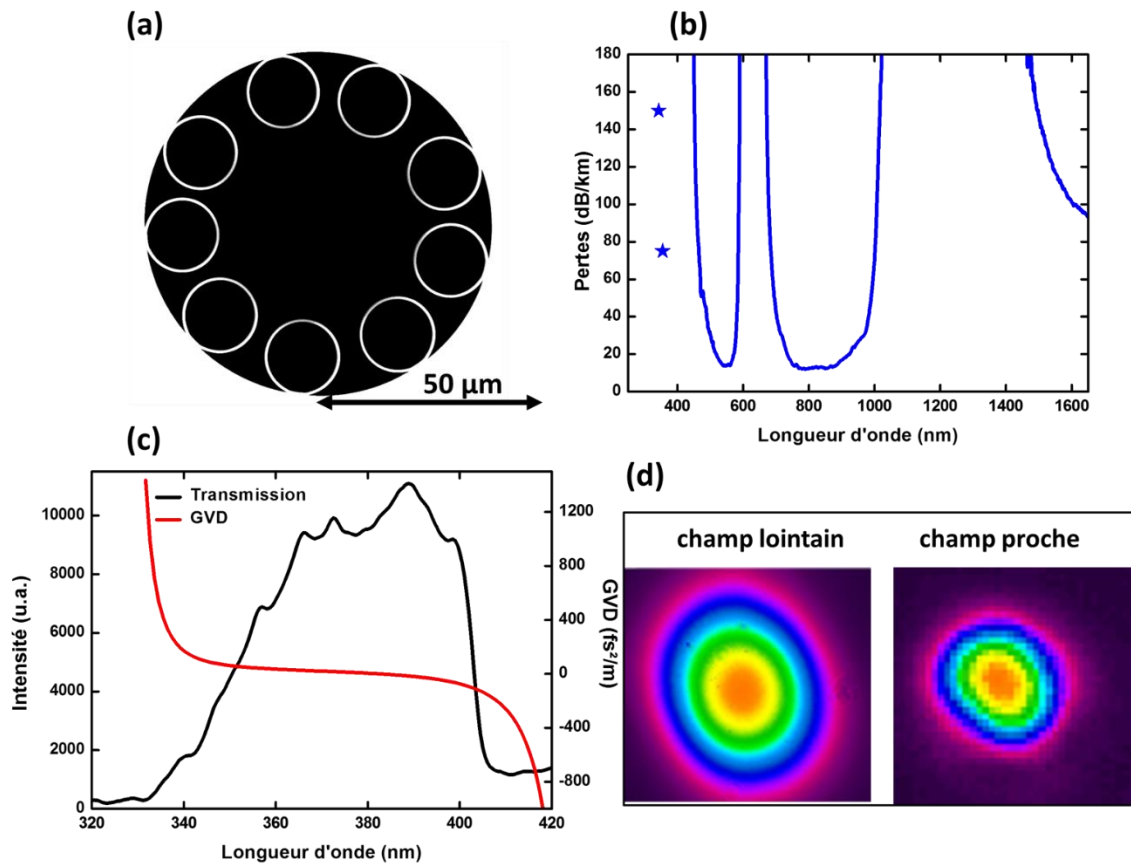 (a)
50 µm
(b)
180
160
140
120
100
80
60
40
20
0
Pertes (dB/km)
400 600 800 1000 1200 1400 1600
Longueur d'onde (nm)
(c)
Transmission
GVD
10000
8000
6000
4000
2000
0
Intensité (u.a.)
1200
800
400
0
-400
-800
GVD (fs²/m)
320 340 360 380 400 420
Longueur d'onde (nm)
(d)
champ lointain champ proche